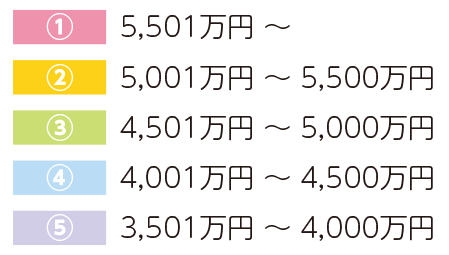 ① 5,501万円 ～
② 5,001万円 ～ 5,500万円
③ 4,501万円 ～ 5,000万円
④ 4,001万円 ～ 4,500万円
⑤ 3,501万円 ～ 4,000万円